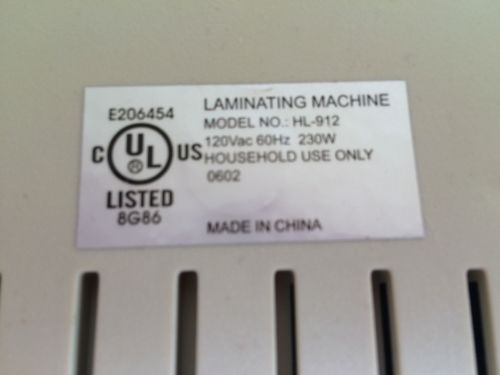 E206454
C UL US
®
LISTED
8G86
LAMINATING MACHINE
MODEL NO.: HL-912
120Vac 60Hz 230W
HOUSEHOLD USE ONLY
0602
MADE IN CHINA